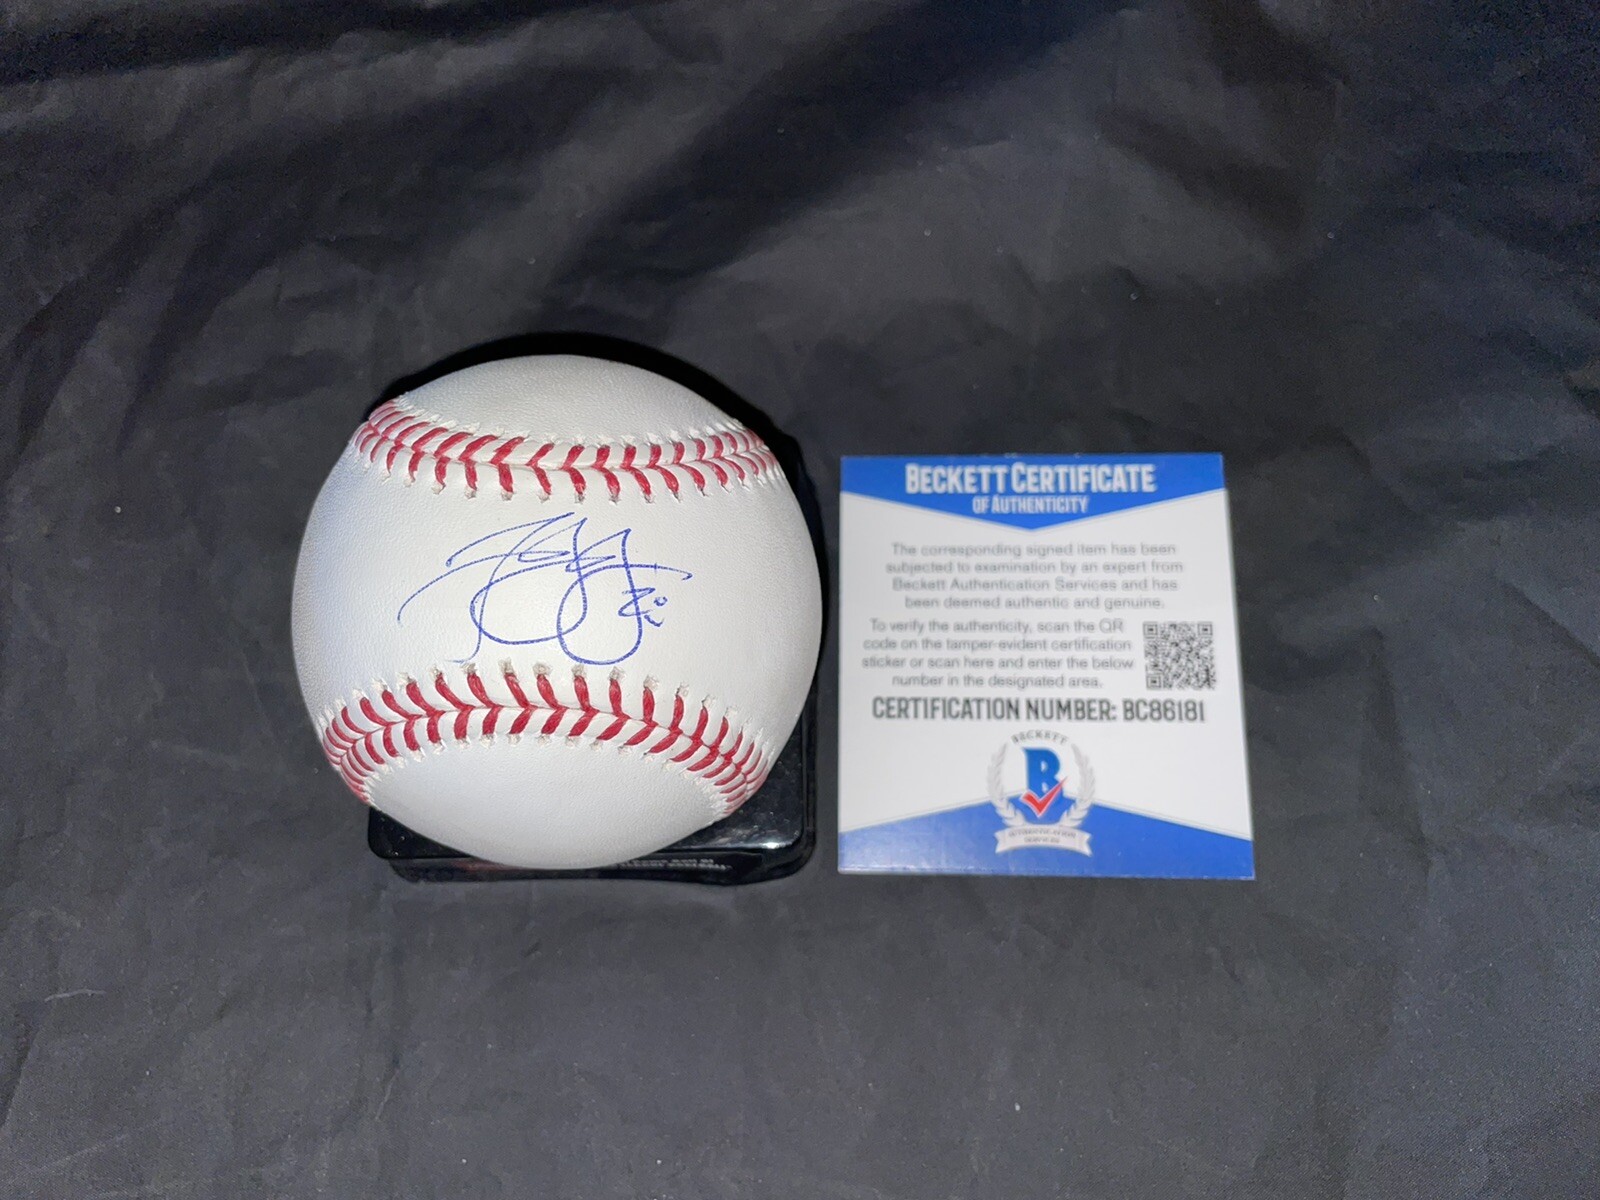 BECKETT CERTIFICATE
OF AUTHENTICITY
The corresponding signed item has been
subjected to examination by an expert from
Beckett Authentication Services and has
been deemed authentic and genuine.
To verify the authenticity, scan the QR
code on the tamper-evident certification
sticker or scan here and enter the below
number in the designated area.
CERTIFICATION NUMBER: BC86181
BECKETT
B
AUTHENTICATION
SERVICES